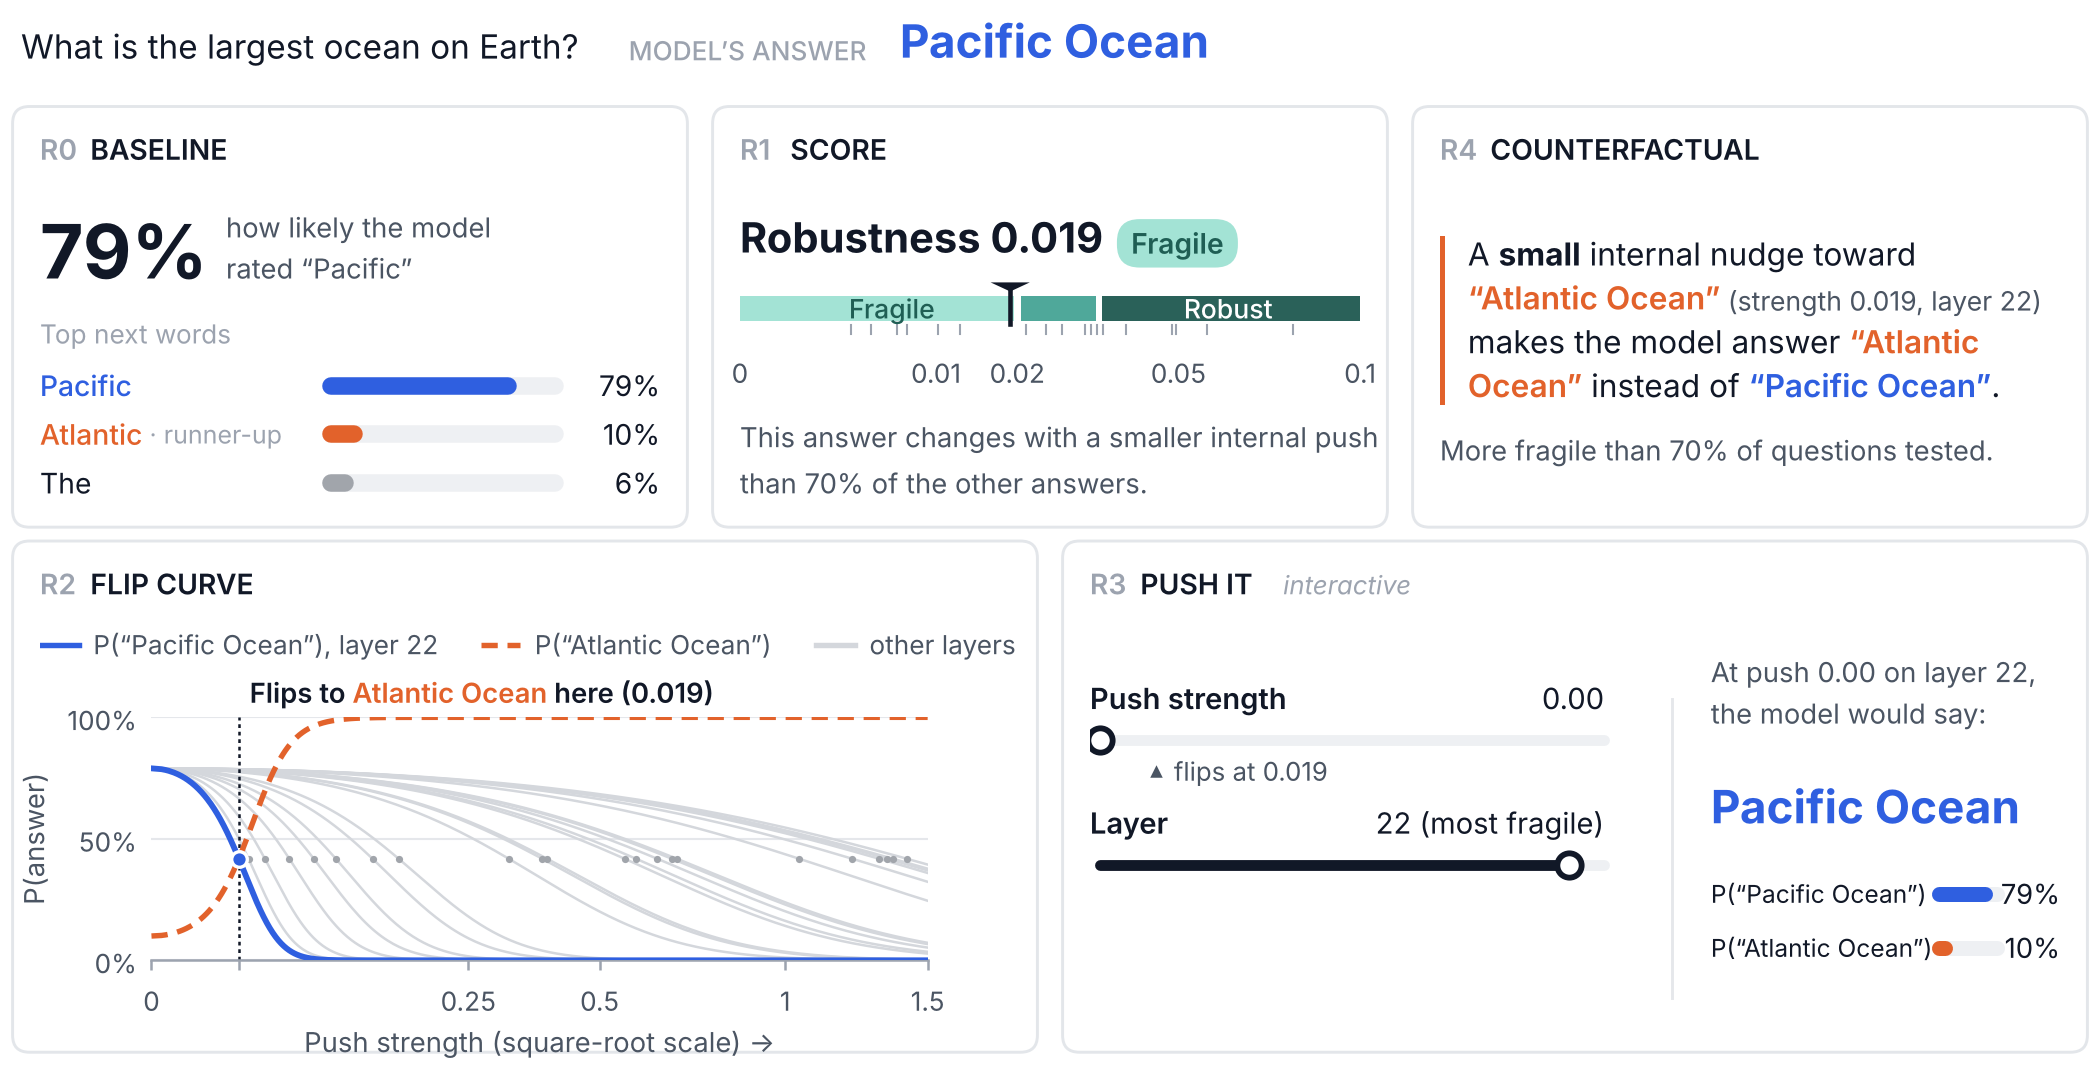 What is the largest ocean on Earth? MODEL’S ANSWER Pacific Ocean
R0 BASELINE
79% how likely the model
rated “Pacific”
Top next words
Pacific 79%
Atlantic · runner-up 10%
The 6%
R1 SCORE
Robustness 0.019 Fragile
Fragile Robust
0 0.01 0.02 0.05 0.1
This answer changes with a smaller internal push
than 70% of the other answers.
R4 COUNTERFACTUAL
A small internal nudge toward
“Atlantic Ocean” (strength 0.019, layer 22)
makes the model answer “Atlantic
Ocean” instead of “Pacific Ocean”.
More fragile than 70% of questions tested.
R2 FLIP CURVE
P(“Pacific Ocean”), layer 22 P(“Atlantic Ocean”) other layers
Flips to Atlantic Ocean here (0.019)
100%
50%
0%
P(answer)
0 0.25 0.5 1 1.5
Push strength (square-root scale) →
R3 PUSH IT interactive
Push strength 0.00
▲ flips at 0.019
Layer 22 (most fragile)
At push 0.00 on layer 22,
the model would say:
Pacific Ocean
P(“Pacific Ocean”) 79%
P(“Atlantic Ocean”) 10%